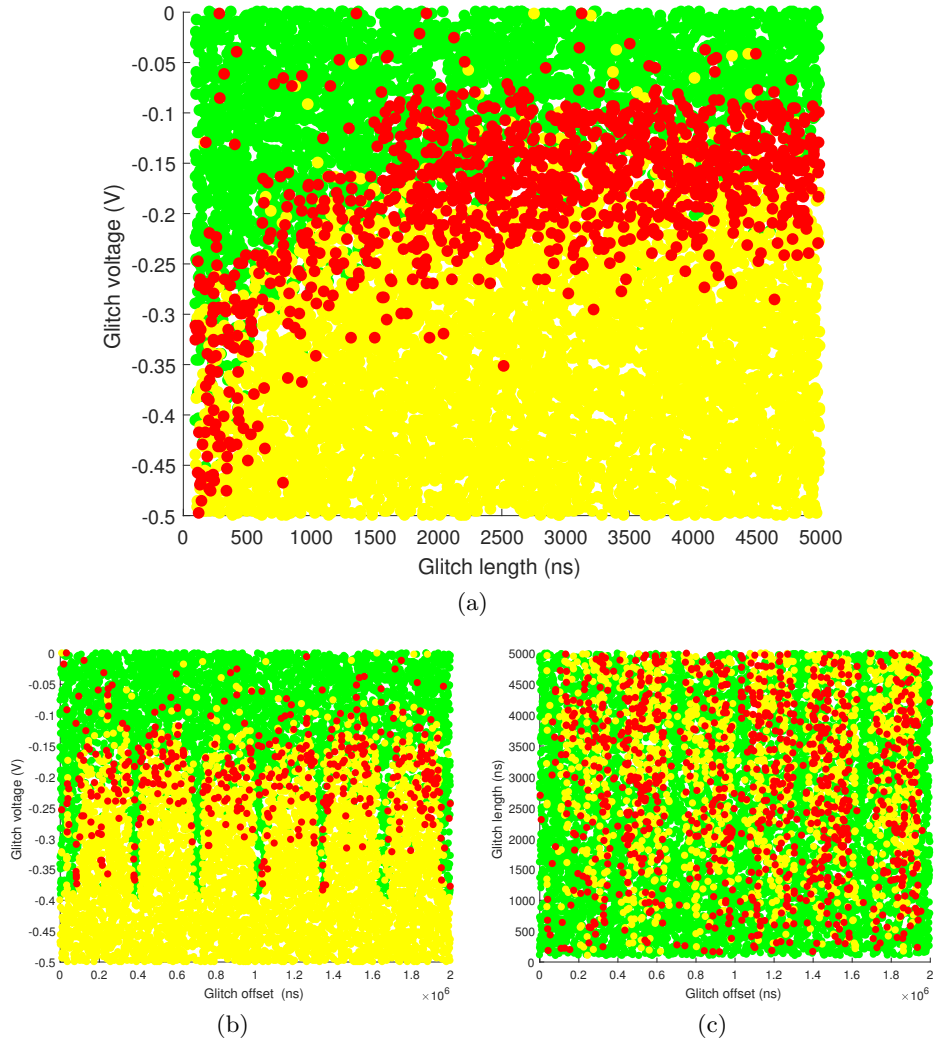 0
-0.05
-0.1
-0.15
-0.2
-0.25
-0.3
-0.35
-0.4
-0.45
-0.5
Glitch voltage (V)
0 500 1000 1500 2000 2500 3000 3500 4000 4500 5000
Glitch length (ns)
(a)
0
-0.05
-0.1
-0.15
-0.2
-0.25
-0.3
-0.35
-0.4
-0.45
-0.5
Glitch voltage (V)
0 0.2 0.4 0.6 0.8 1 1.2 1.4 1.6 1.8 2
Glitch offset (ns)
×10^6
(b)
5000
4500
4000
3500
3000
2500
2000
1500
1000
500
0
Glitch length (ns)
0 0.2 0.4 0.6 0.8 1 1.2 1.4 1.6 1.8 2
Glitch offset (ns)
×10^6
(c)